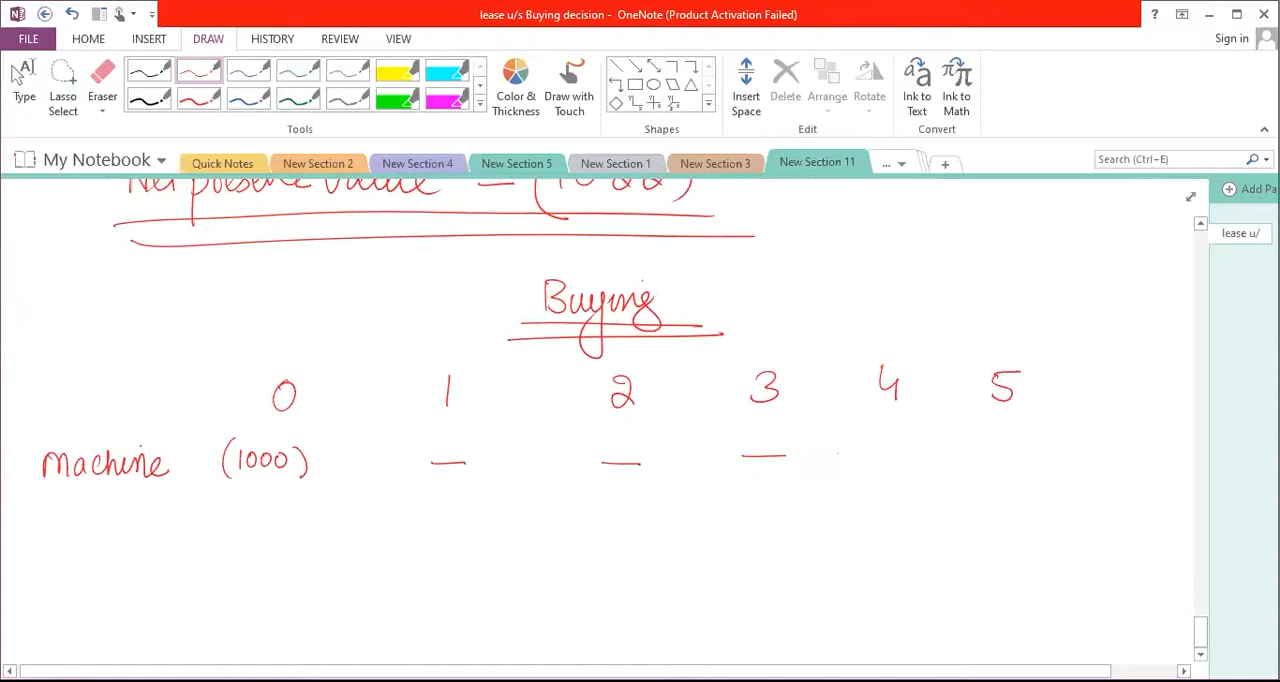 lease u/s Buying decision - OneNote (Product Activation Failed)
FILE HOME INSERT DRAW HISTORY REVIEW VIEW
Sign in
Type
Lasso Select
Eraser
Color & Thickness
Draw with Touch
Insert Space
Delete
Arrange
Rotate
Ink to Text
Ink to Math
Tools
Shapes
Edit
Convert
My Notebook
Quick Notes New Section 2 New Section 4 New Section 5 New Section 1 New Section 3 New Section 11 ...
Search (Ctrl+E)
Add Pa
lease u/
Net present value =
Buying
0 1 2 3 4 5
Machine (1000) — — —